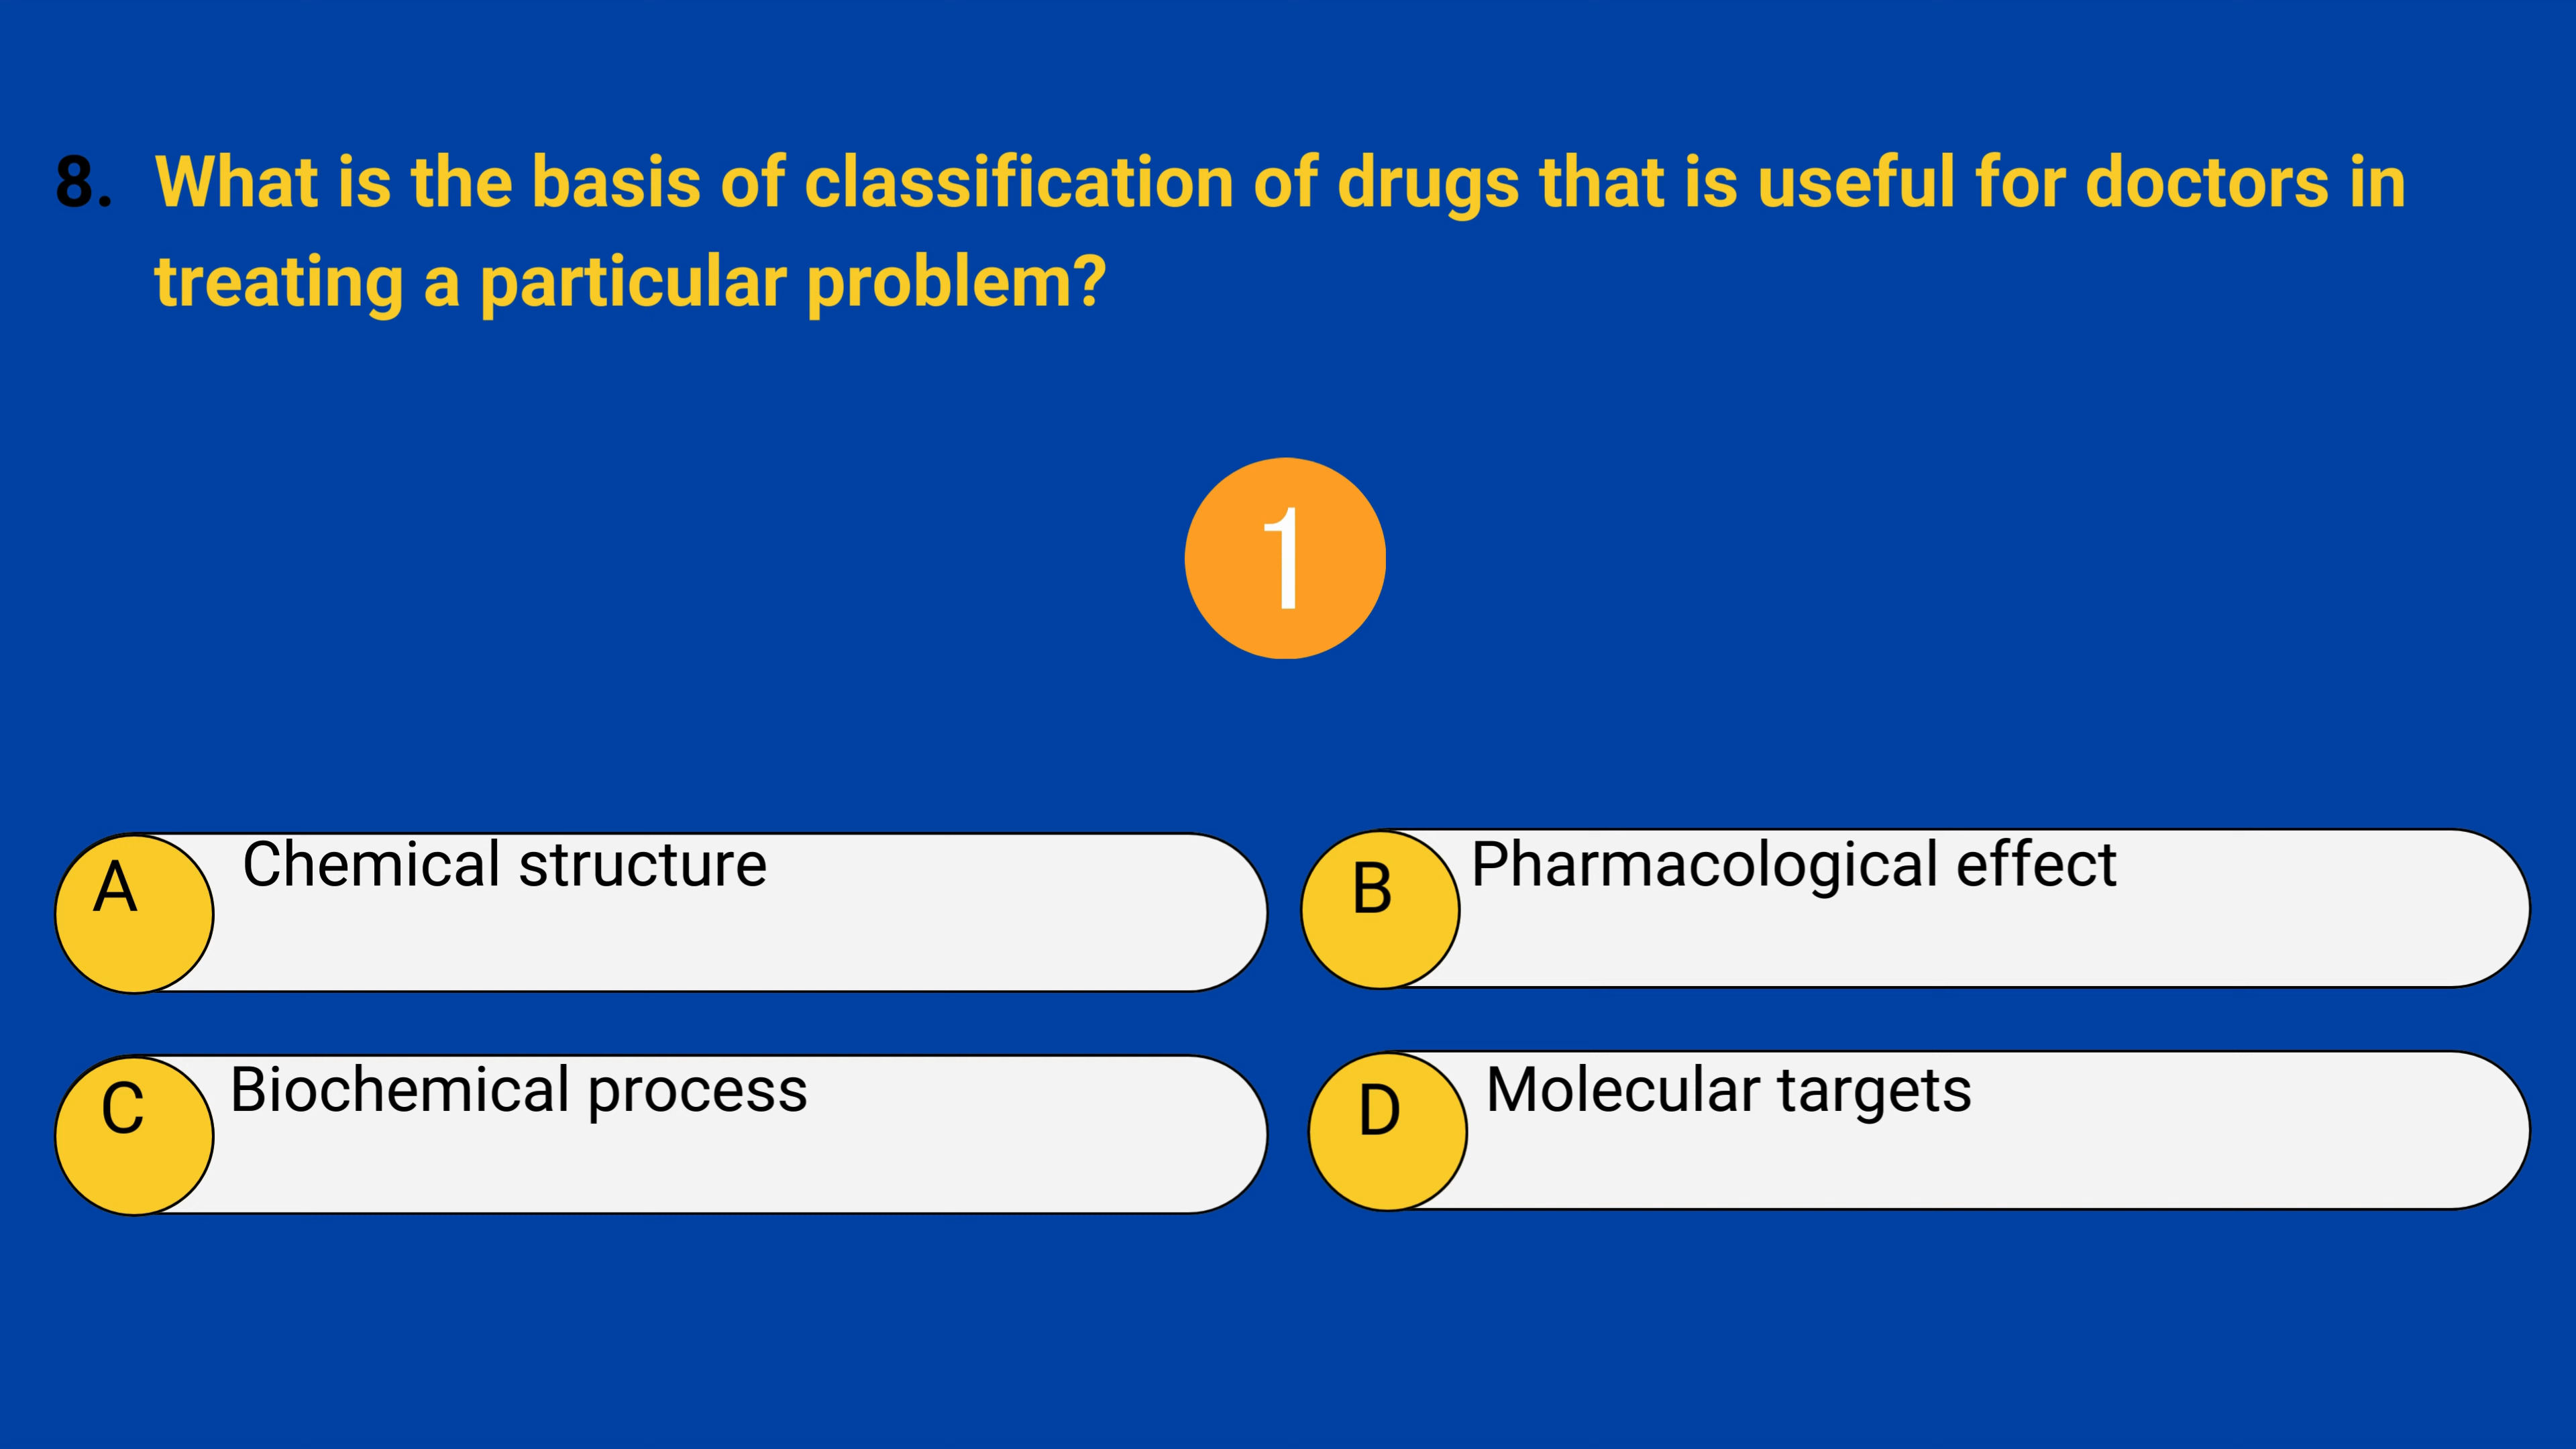 8. What is the basis of classification of drugs that is useful for doctors in
treating a particular problem?
1
A Chemical structure
B Pharmacological effect
C Biochemical process
D Molecular targets